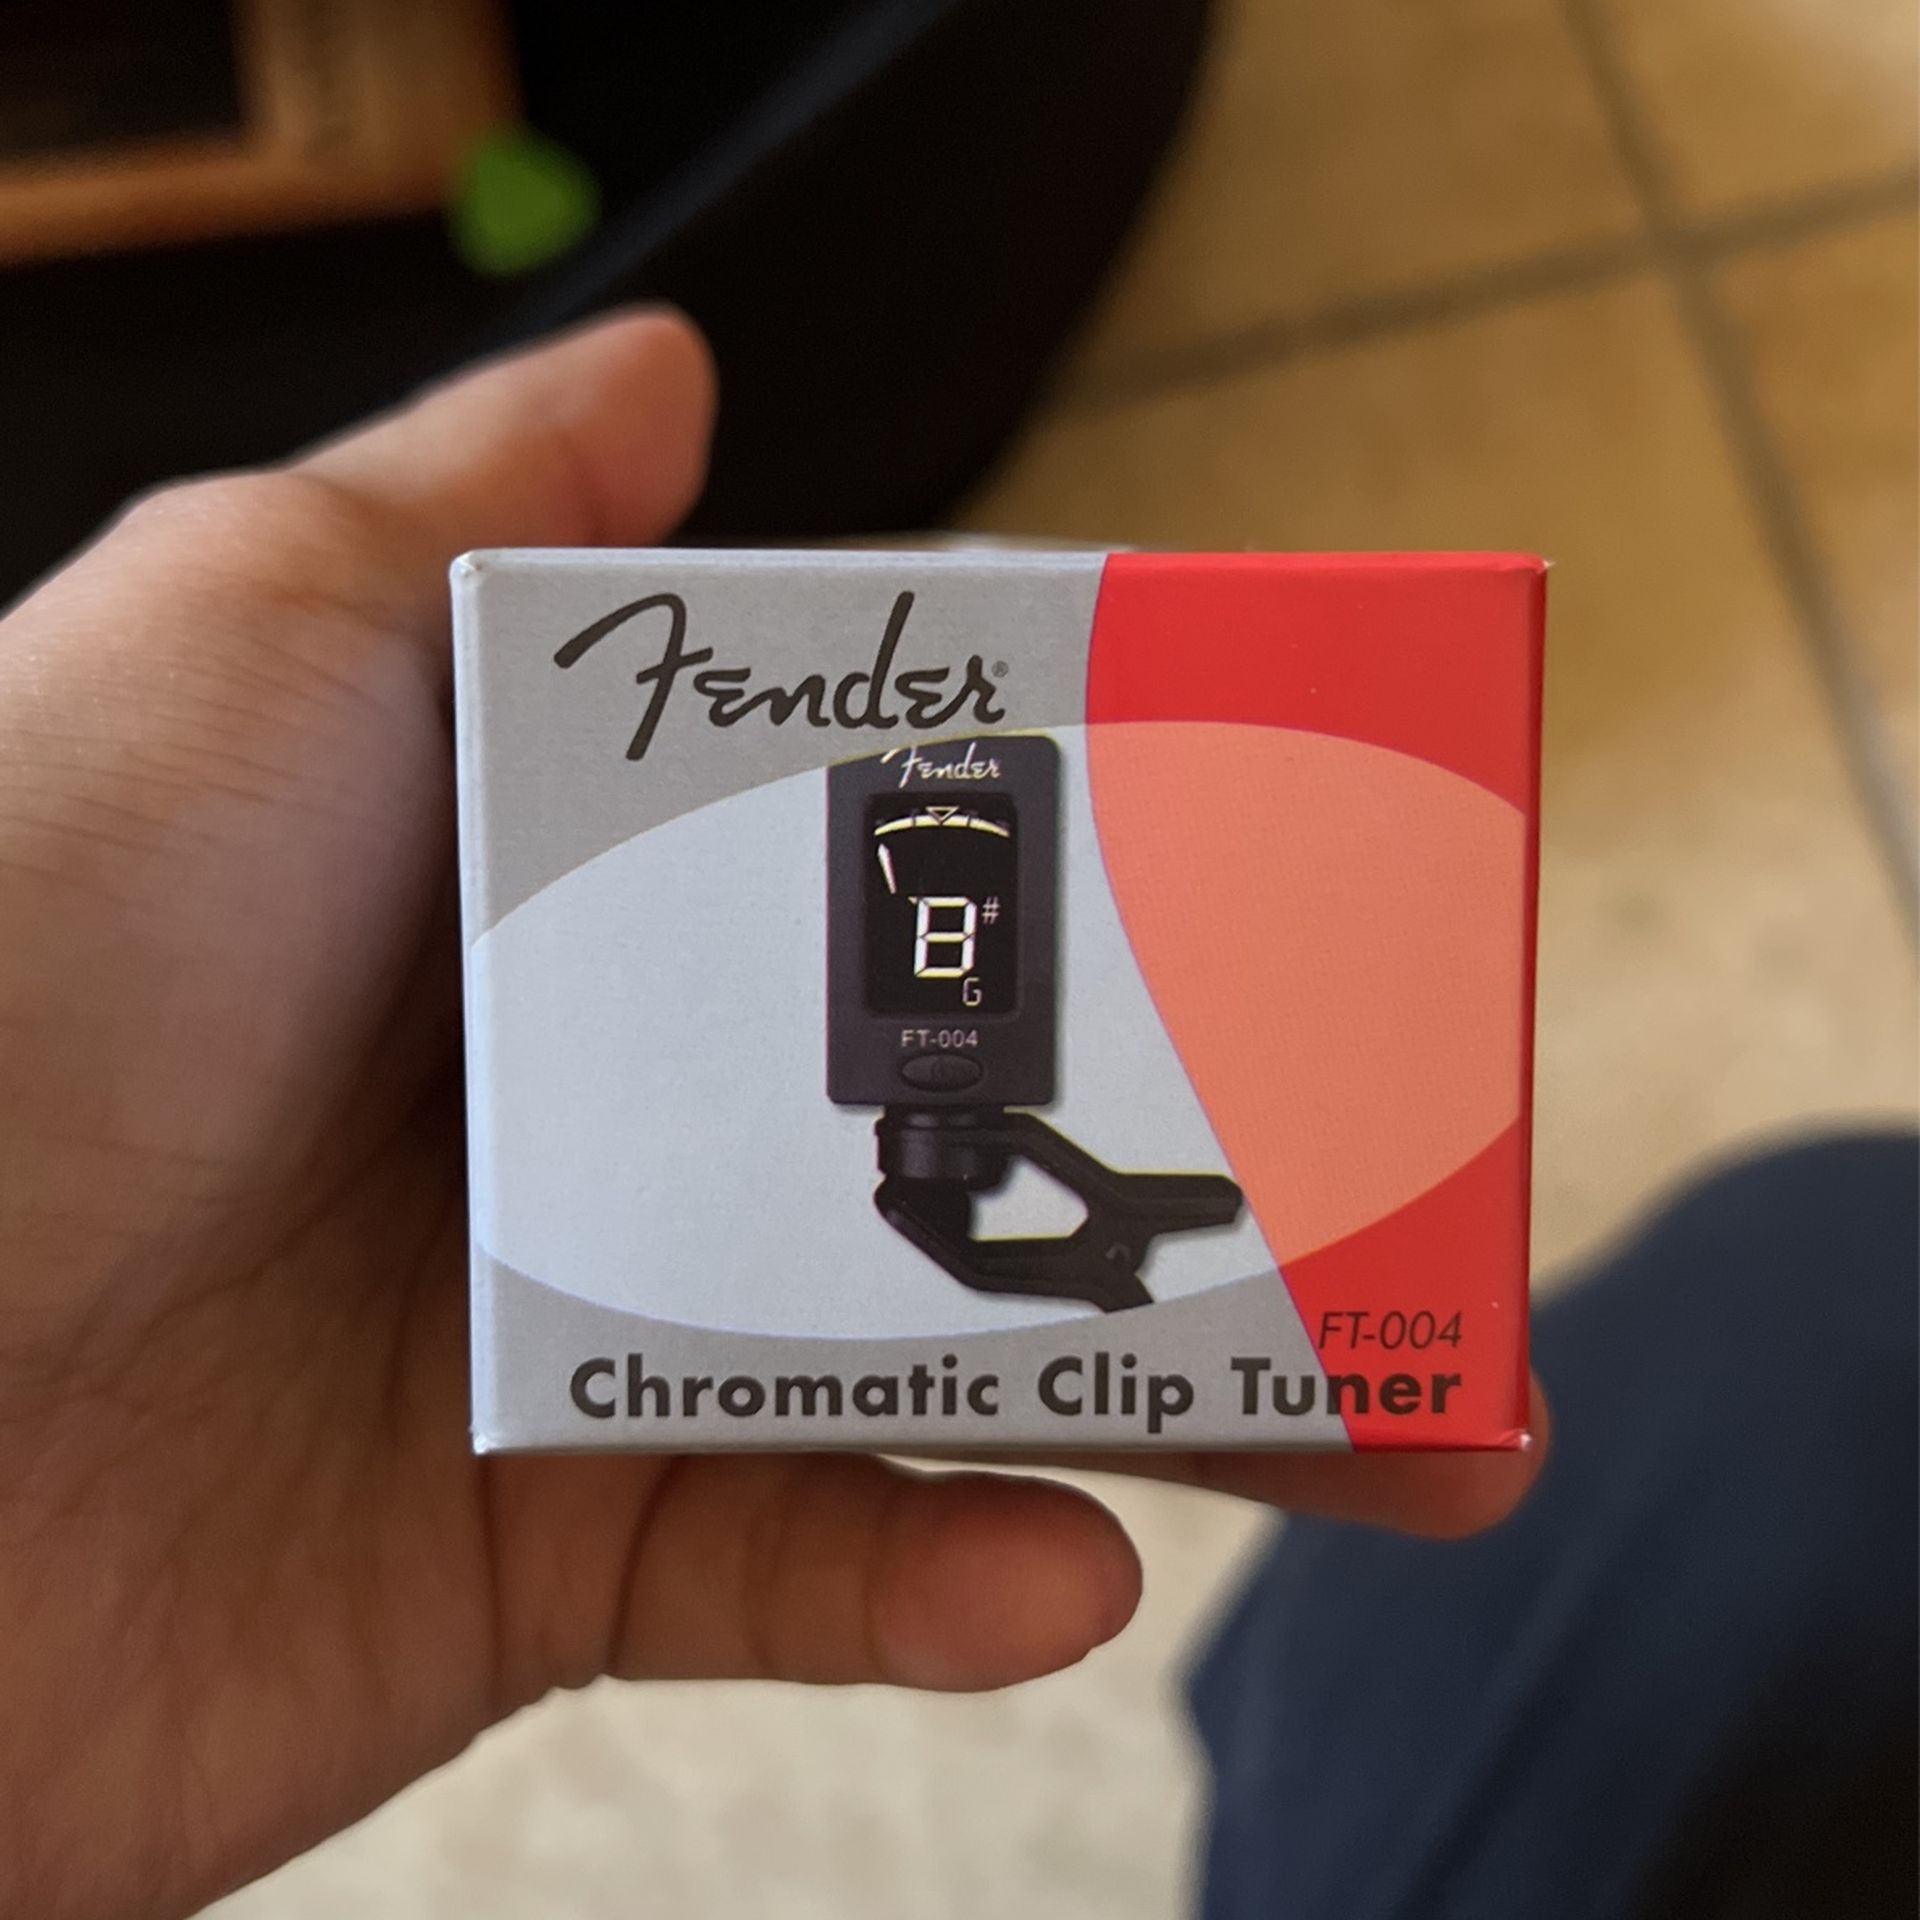 Fender®
Fender
8#
G
FT-004
FT-004
Chromatic Clip Tuner